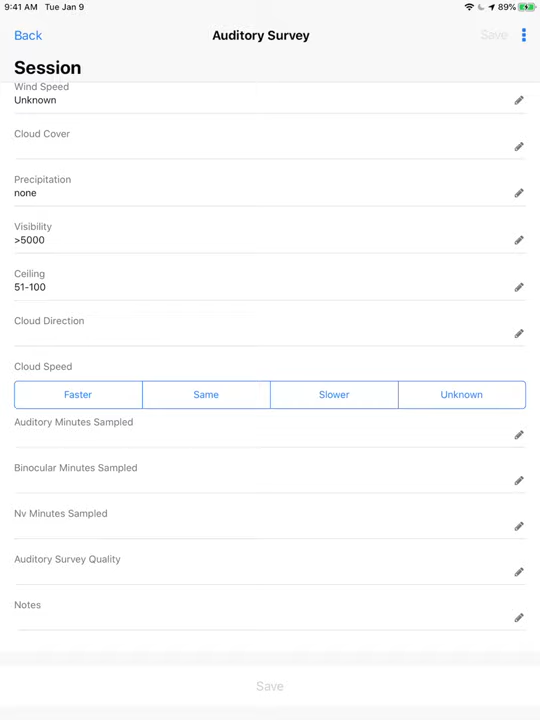 9:41 AM Tue Jan 9
89%
Back
Auditory Survey
Save
Session
Wind Speed
Unknown
Cloud Cover
Precipitation
none
Visibility
>5000
Ceiling
51-100
Cloud Direction
Cloud Speed
Faster Same Slower Unknown
Auditory Minutes Sampled
Binocular Minutes Sampled
Nv Minutes Sampled
Auditory Survey Quality
Notes
Save